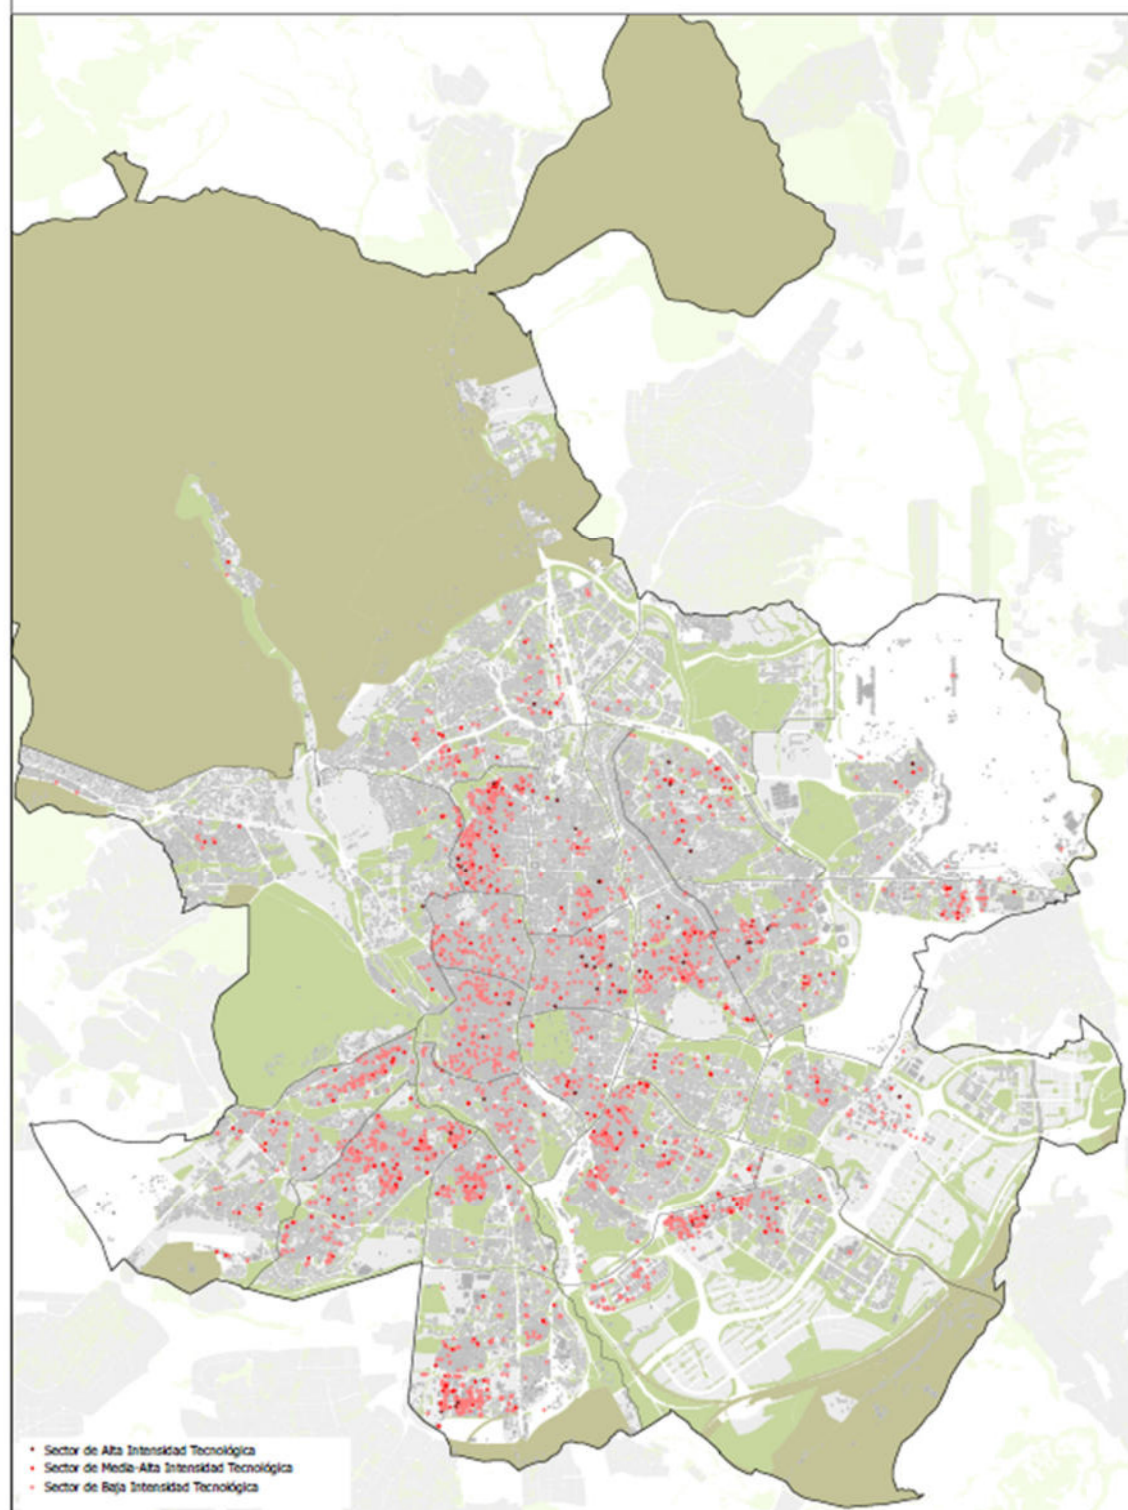 Sector de Alta Intensidad Tecnológica
Sector de Media-Alta Intensidad Tecnológica
Sector de Baja Intensidad Tecnológica